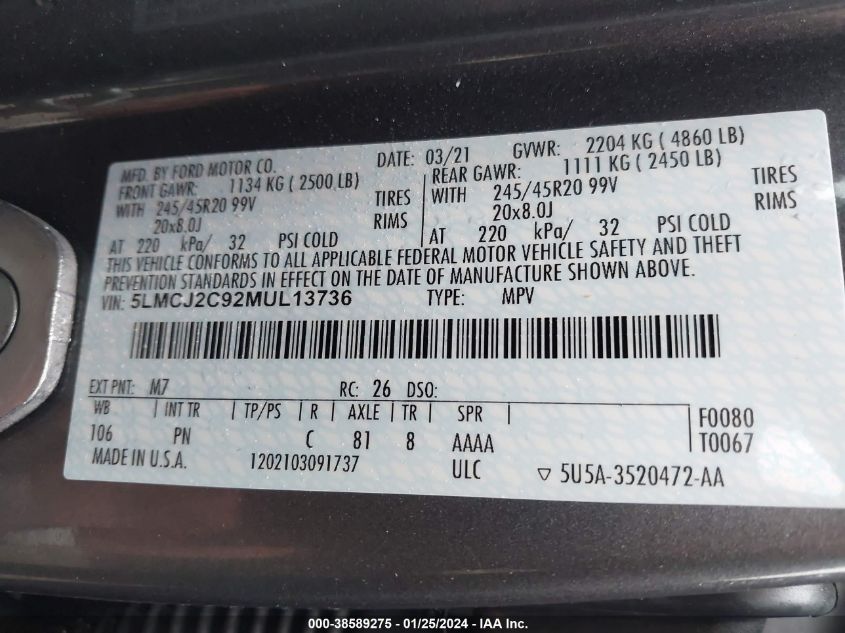 MFD. BY FORD MOTOR CO.
DATE: 03/21 GVWR: 2204 KG ( 4860 LB)
FRONT GAWR: 1134 KG ( 2500 LB)
WITH 245/45R20 99V TIRES
20x8.0J RIMS
AT 220 kPa/ 32 PSI COLD
REAR GAWR: 1111 KG ( 2450 LB)
WITH 245/45R20 99V TIRES
20x8.0J RIMS
AT 220 kPa/ 32 PSI COLD
THIS VEHICLE CONFORMS TO ALL APPLICABLE FEDERAL MOTOR VEHICLE SAFETY AND THEFT
PREVENTION STANDARDS IN EFFECT ON THE DATE OF MANUFACTURE SHOWN ABOVE.
VIN: 5LMCJ2C92MUL13736 TYPE: MPV
EXT PNT: M7 RC: 26 DSO:
WB | INT TR | TP/PS | R | AXLE | TR | SPR | F0080
106 PN C 81 8 AAAA T0067
MADE IN U.S.A. 1202103091737 ULC ▽ 5U5A-3520472-AA
000-38589275 - 01/25/2024 - IAA Inc.